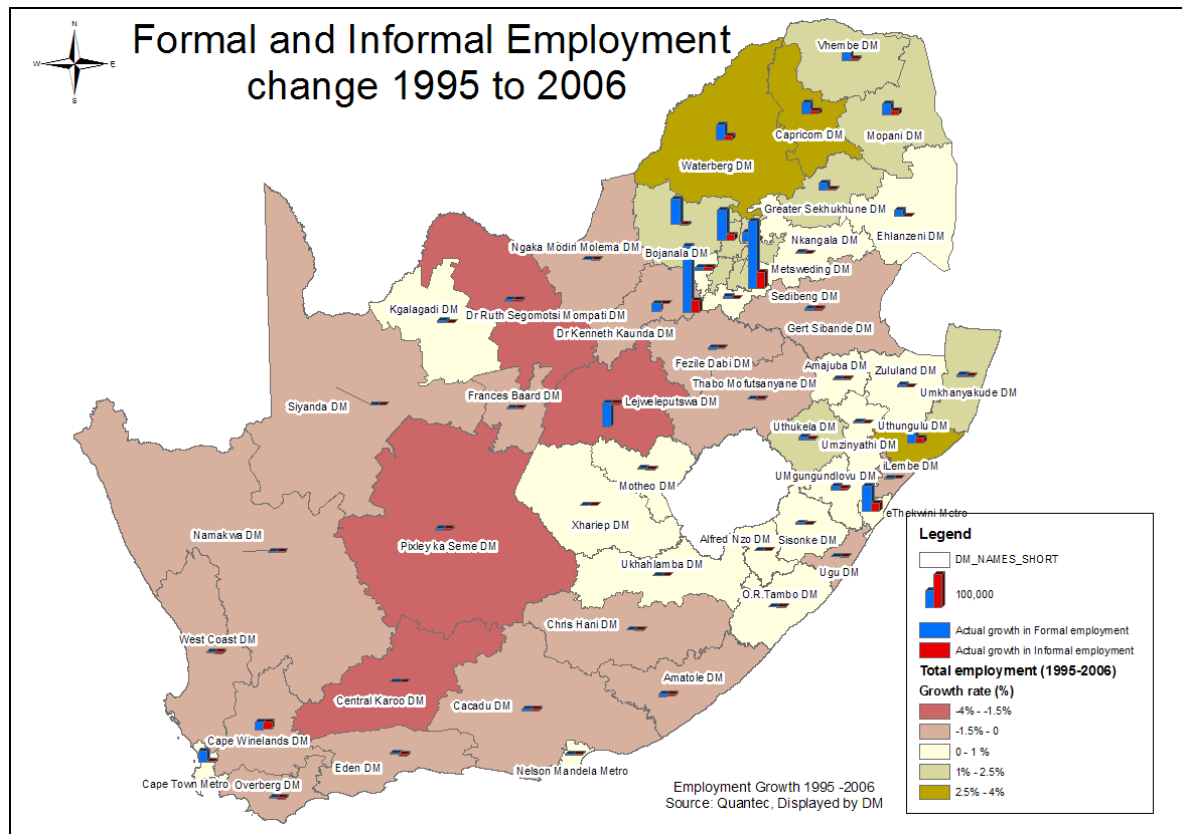 Formal and Informal Employment
change 1995 to 2006
N
W
E
S
Vhembe DM
Capricorn DM
Mopani DM
Waterberg DM
Greater Sekhukhune DM
Ehlanzeni DM
Nkangala DM
Ngaka Modiri Molema DM
Bojanala DM
Metsweding DM
Kgalagadi DM
Sedibeng DM
Dr Ruth Segomotsi Mompati DM
Gert Sibande DM
Dr Kenneth Kaunda DM
Fezile Dabi DM
Amajuba DM
Zululand DM
Thabo Mofutsanyane DM
Umkhanyakude DM
Frances Baard DM
Siyanda DM
Lejweleputswa DM
Uthukela DM
Uthungulu DM
Umzinyathi DM
iLembe DM
Motheo DM
UMgungundlovu DM
Xhariep DM
eThekwini Metro
Namakwa DM
Alfred Nzo DM
Sisonke DM
Pixley ka Seme DM
Ukhahlamba DM
Ugu DM
O.R.Tambo DM
Chris Hani DM
West Coast DM
Amatole DM
Central Karoo DM
Cacadu DM
Cape Winelands DM
Eden DM
Nelson Mandela Metro
Cape Town Metro
Overberg DM
Employment Growth 1995 -2006
Source: Quantec, Displayed by DM
Legend
DM_NAMES_SHORT
100,000
Actual growth in Formal employment
Actual growth in Informal employment
Total employment (1995-2006)
Growth rate (%)
-4% - -1.5%
-1.5% - 0
0 - 1 %
1% - 2.5%
2.5% - 4%